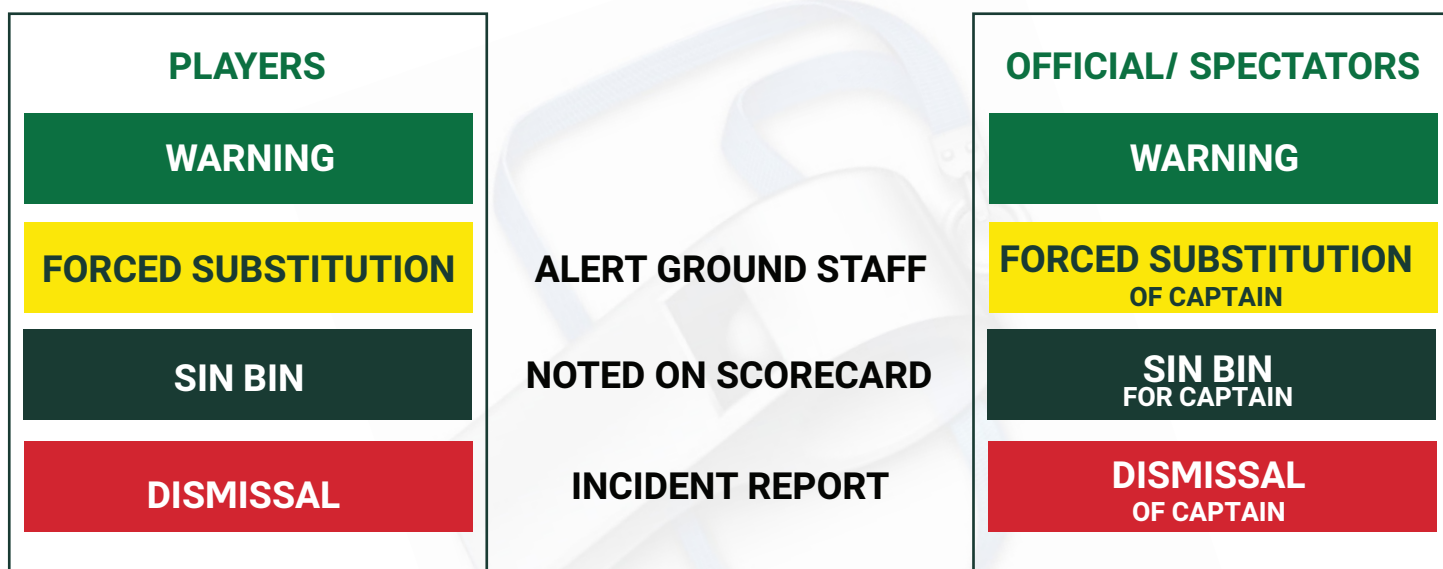 PLAYERS
WARNING
FORCED SUBSTITUTION
SIN BIN
DISMISSAL
ALERT GROUND STAFF
NOTED ON SCORECARD
INCIDENT REPORT
OFFICIAL/ SPECTATORS
WARNING
FORCED SUBSTITUTION
OF CAPTAIN
SIN BIN
FOR CAPTAIN
DISMISSAL
OF CAPTAIN